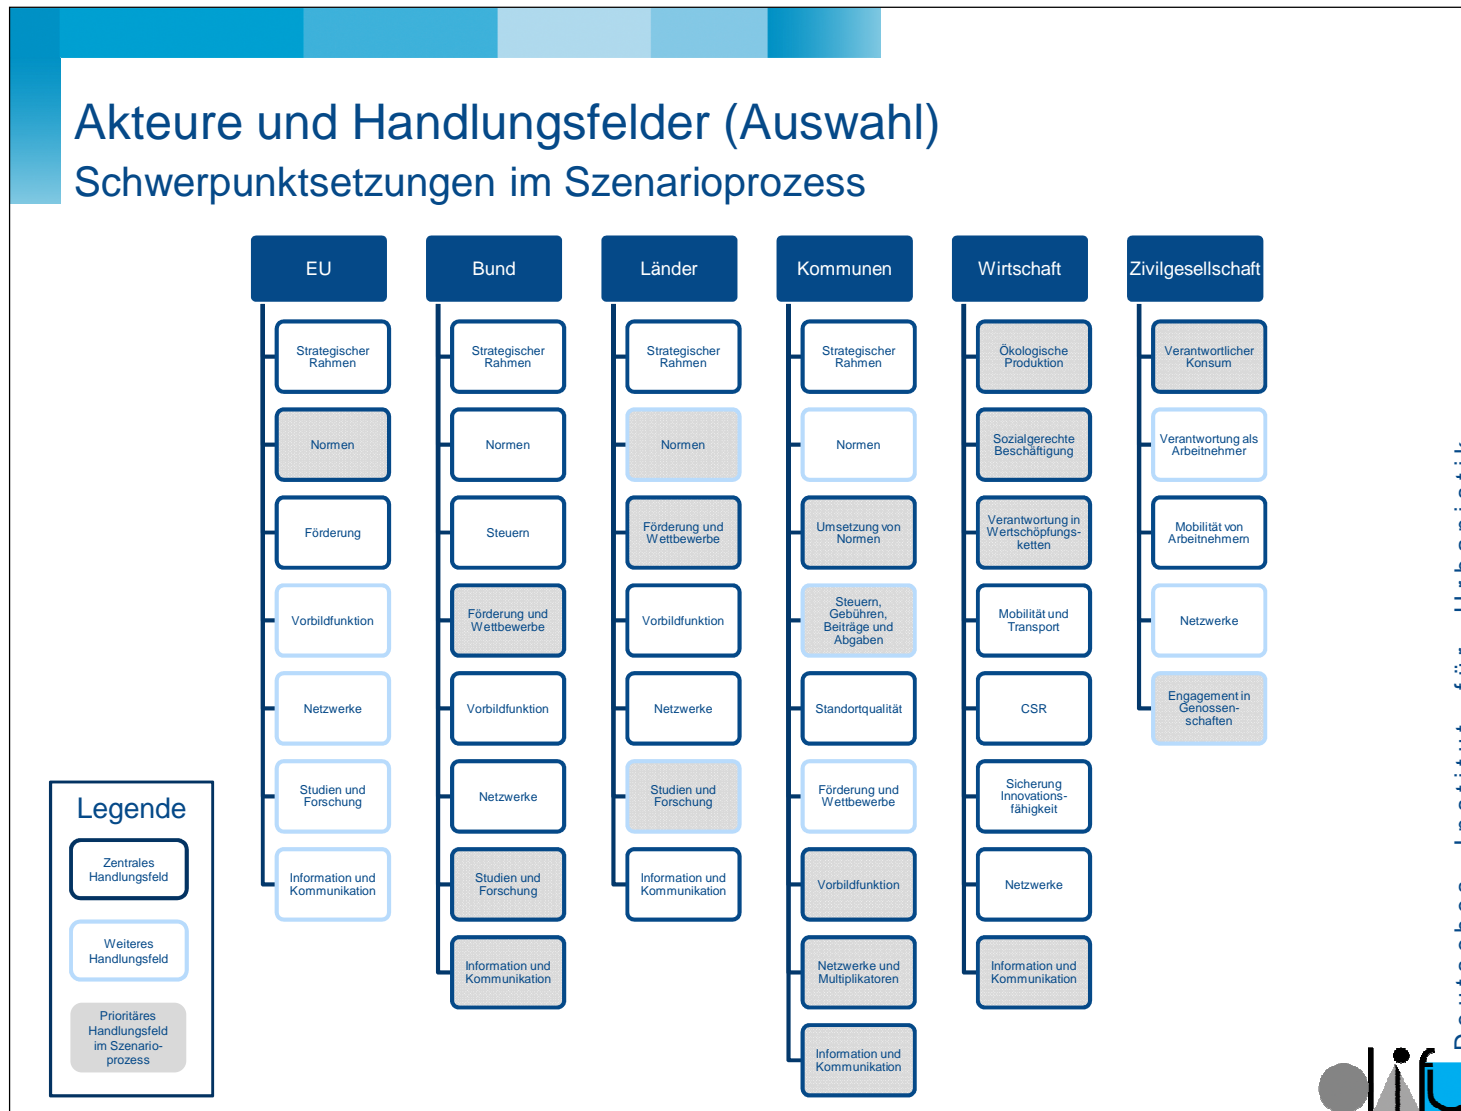 Akteure und Handlungsfelder (Auswahl)
Schwerpunktsetzungen im Szenarioprozess
EU
Strategischer
Rahmen
Normen
Förderung
Vorbildfunktion
Netzwerke
Studien und
Forschung
Information und
Kommunikation
Bund
Strategischer
Rahmen
Normen
Steuern
Förderung und
Wettbewerbe
Vorbildfunktion
Netzwerke
Studien und
Forschung
Information und
Kommunikation
Länder
Strategischer
Rahmen
Normen
Förderung und
Wettbewerbe
Vorbildfunktion
Netzwerke
Studien und
Forschung
Information und
Kommunikation
Kommunen
Strategischer
Rahmen
Normen
Umsetzung von
Normen
Steuern,
Gebühren,
Beiträge und
Abgaben
Standortqualität
Förderung und
Wettbewerbe
Vorbildfunktion
Netzwerke und
Multiplikatoren
Information und
Kommunikation
Wirtschaft
Ökologische
Produktion
Sozialgerechte
Beschäftigung
Verantwortung in
Wertschöpfungs-
ketten
Mobilität und
Transport
CSR
Sicherung
Innovations-
fähigkeit
Netzwerke
Information und
Kommunikation
Zivilgesellschaft
Verantwortlicher
Konsum
Verantwortung als
Arbeitnehmer
Mobilität von
Arbeitnehmern
Netzwerke
Engagement in
Genossen-
schaften
Legende
Zentrales
Handlungsfeld
Weiteres
Handlungsfeld
Prioritäres
Handlungsfeld
im Szenario-
prozess
Deutsches Institut für Urbanistik
difu